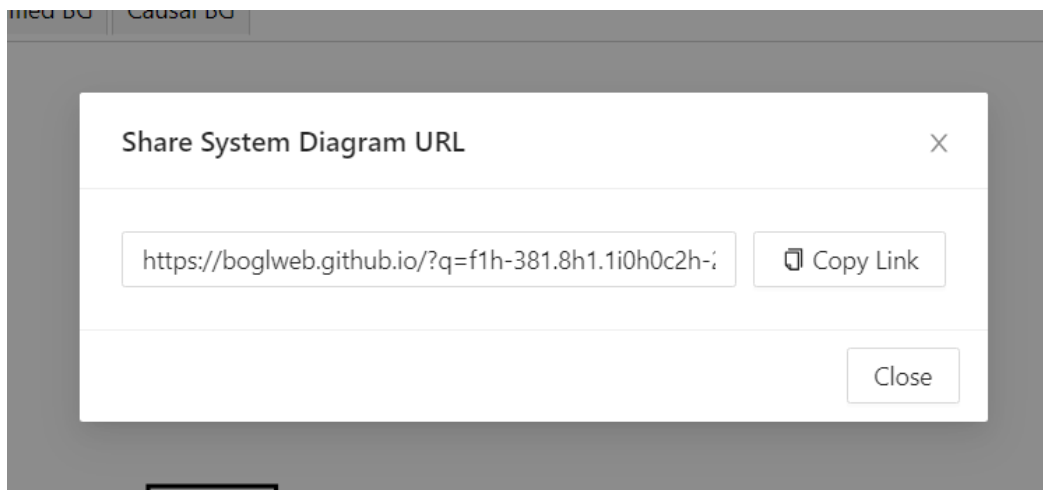 Causal BG
Share System Diagram URL
https://boglweb.github.io/?q=f1h-381.8h1.1i0h0c2h-
Copy Link
Close